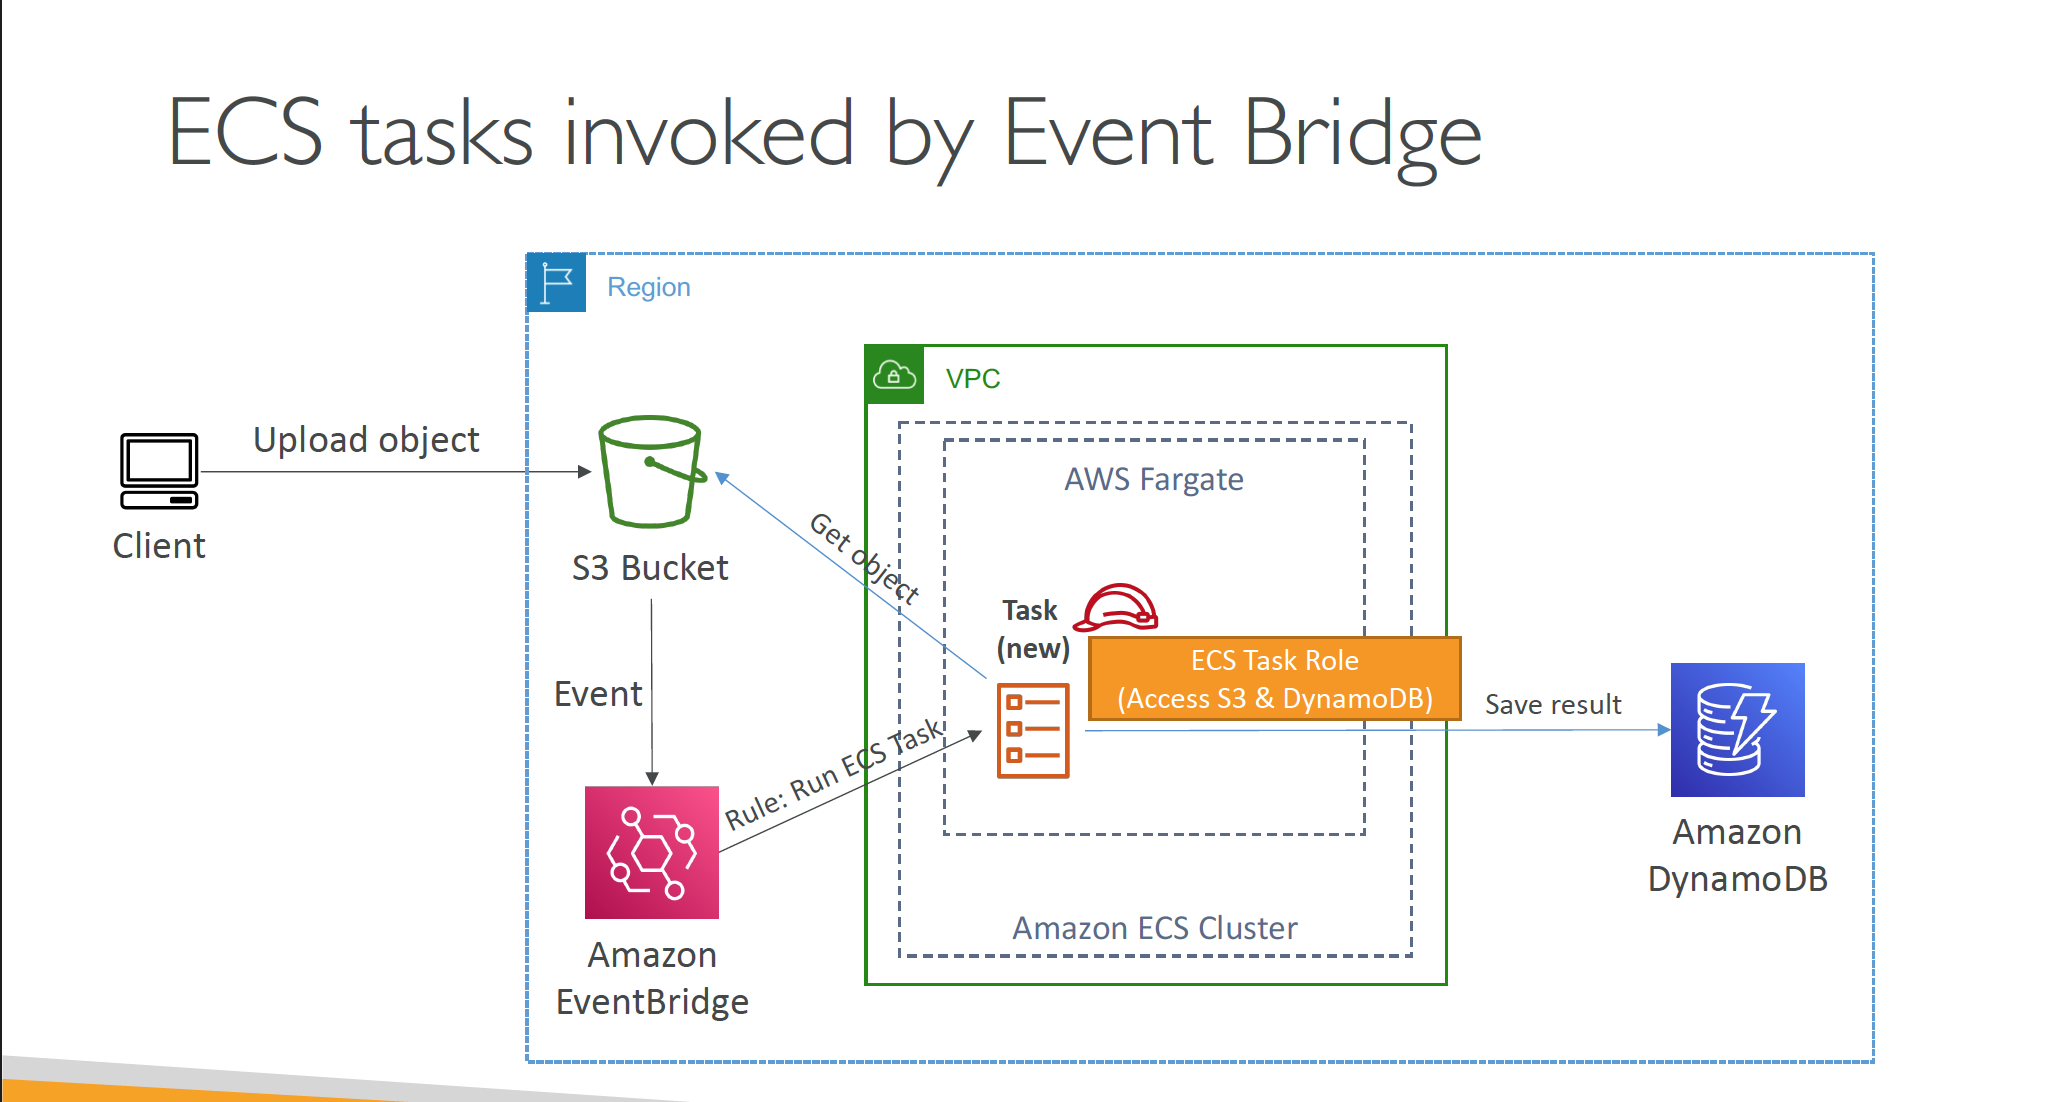 ECS tasks invoked by Event Bridge
Region
VPC
Upload object
AWS Fargate
Client
S3 Bucket
Get object
Task
(new)
ECS Task Role
(Access S3 & DynamoDB)
Event
Save result
Rule: Run ECS Task
Amazon
DynamoDB
Amazon ECS Cluster
Amazon
EventBridge